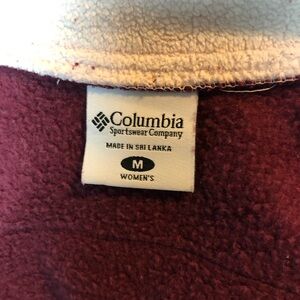 Columbia
Sportswear Company
MADE IN SRI LANKA
M
WOMEN'S